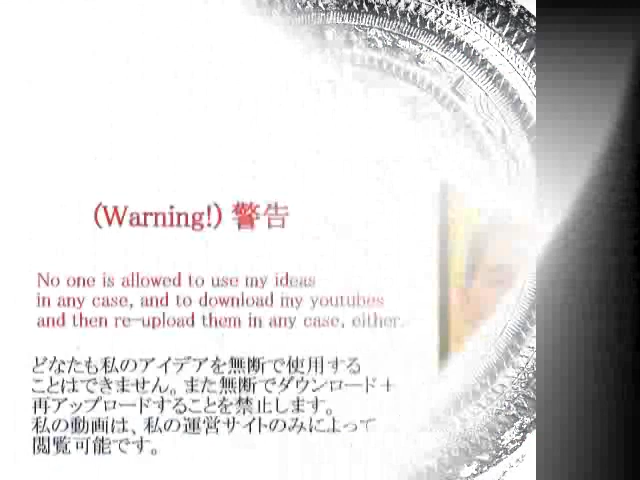 (Warning!) 警告
No one is allowed to use my ideas
in any case, and to download my youtubes
and then re-upload them in any case, either.
どなたも私のアイデアを無断で使用する
ことはできません。また無断でダウンロード＋
再アップロードすることを禁止します。
私の動画は、私の運営サイトのみによって
閲覧可能です。